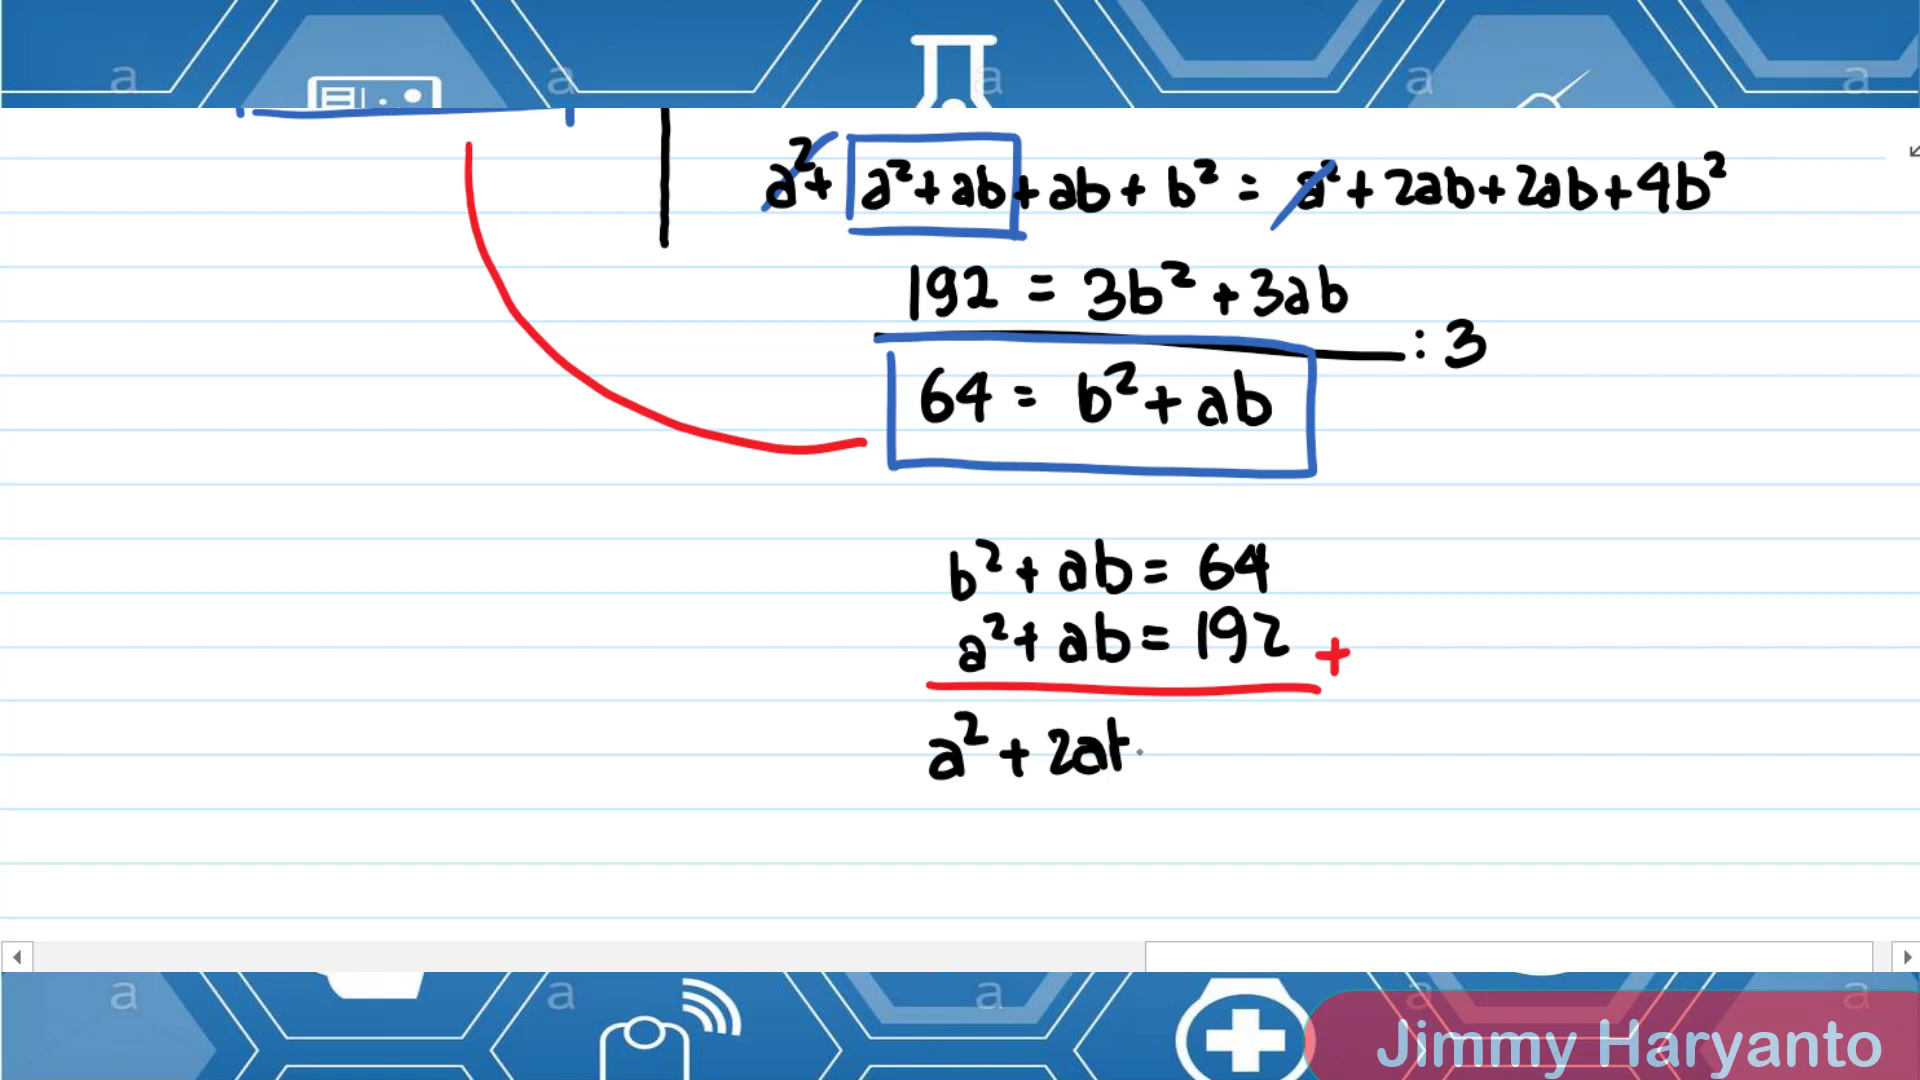 a a a a
a² + a² + ab + ab + b² = a² + 2ab + 2ab + 4b²
192 = 3b² + 3ab
: 3
64 = b² + ab
b² + ab = 64
a² + ab = 192 +
a² + 2ab
a a a a a
Jimmy Haryanto